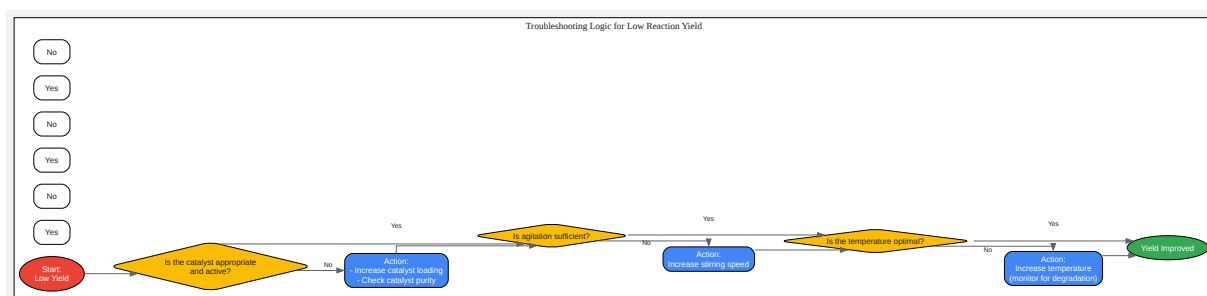 Troubleshooting Logic for Low Reaction Yield
No
Yes
No
Yes
No
Yes
Start:
Low Yield
Is the catalyst appropriate
and active?
No
Yes
Action:
- Increase catalyst loading
- Check catalyst purity
Is agitation sufficient?
No
Yes
Action:
Increase stirring speed
Is the temperature optimal?
No
Yes
Action:
Increase temperature
(monitor for degradation)
Yield Improved